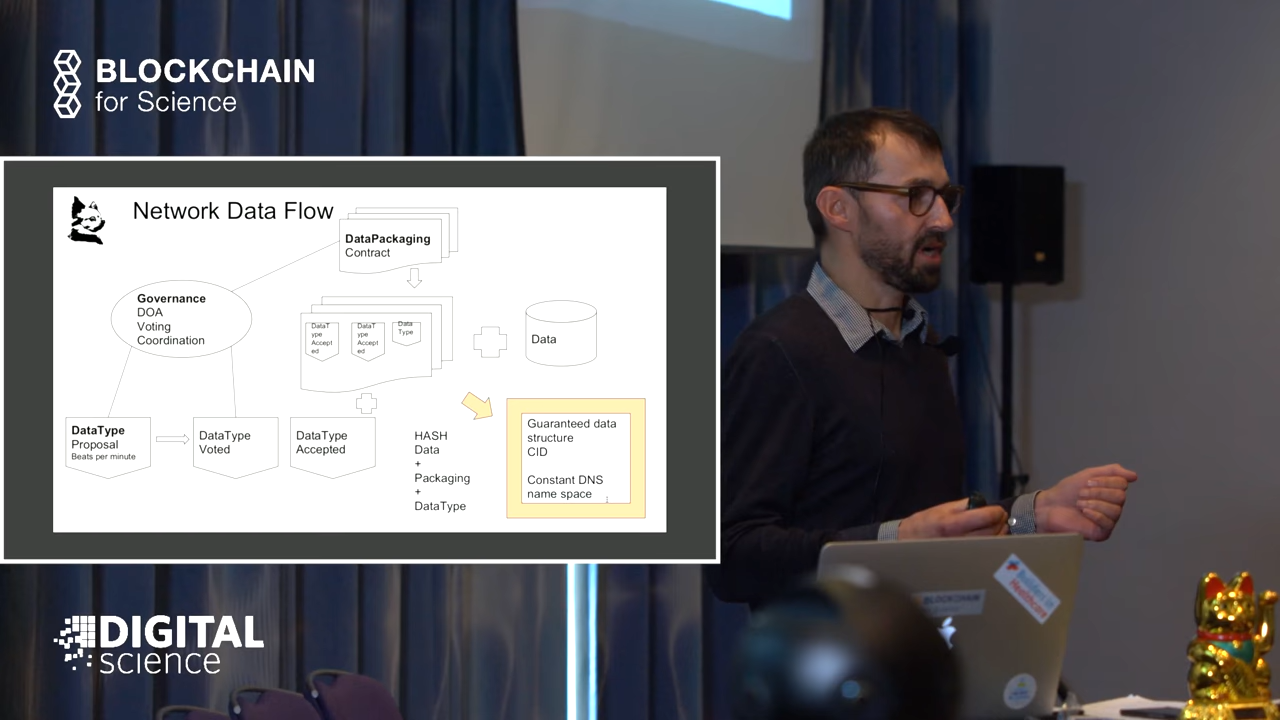 BLOCKCHAIN
for Science
Network Data Flow
DataPackaging
Contract
Governance
DOA
Voting
Coordination
DataT
ype
Accept
ed
DataT
ype
Accept
ed
Data
Type
Data
DataType
Proposal
Beats per minute
DataType
Voted
DataType
Accepted
HASH
Data
+
Packaging
+
DataType
Guaranteed data
structure
CID
Constant DNS
name space
DIGITAL
science
BLOCKCHAIN
Healthcare